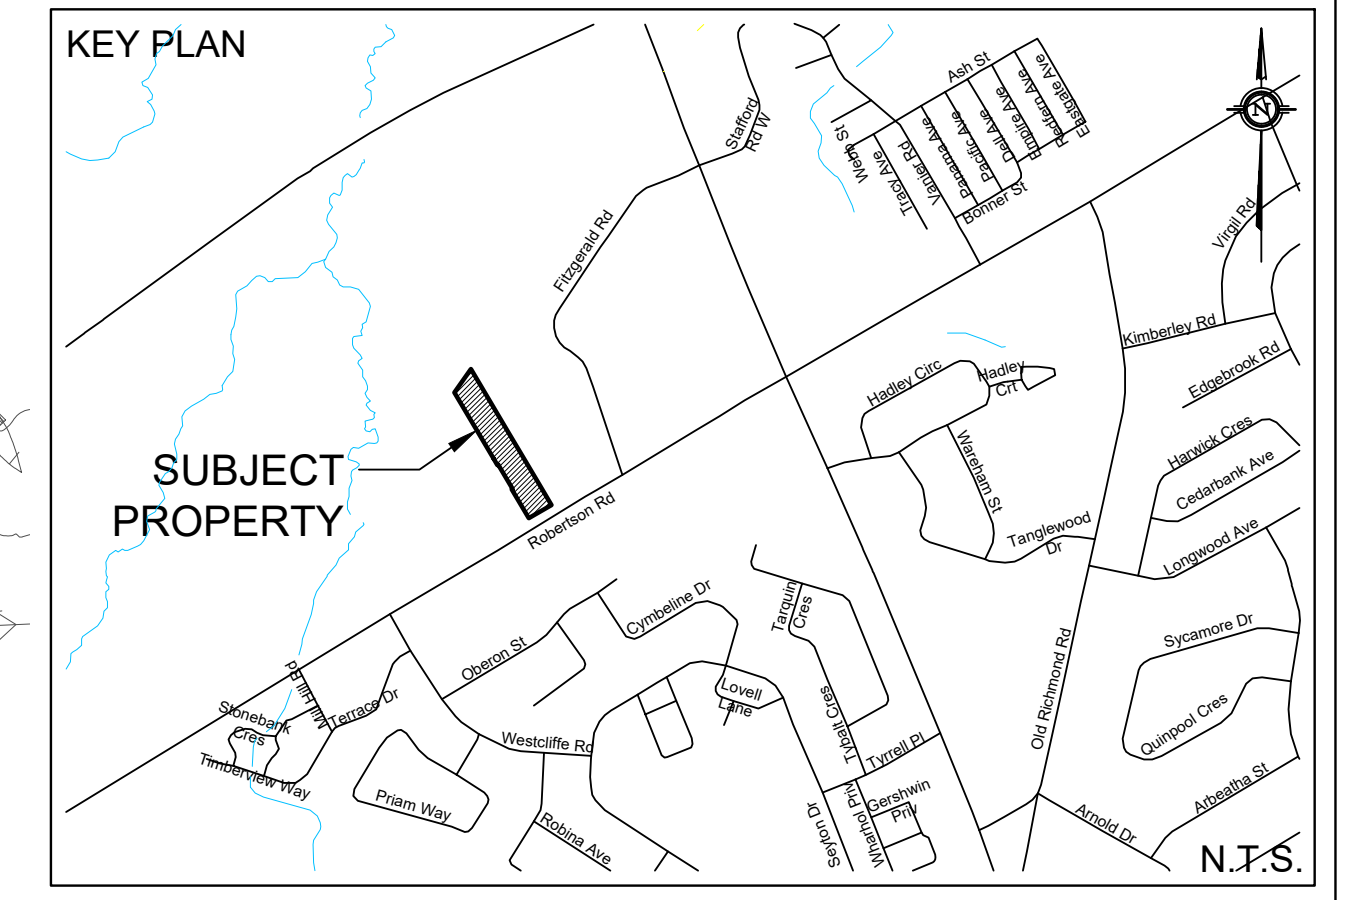 KEY PLAN
Ash St
Eastgate Ave
Redfern Ave
Empire Ave
Dell Ave
Pacific Ave
Panama Ave
Vanier Rd
Tracy Ave
Webb St
Bonner St
Stafford
Rd W
N
Virgil Rd
Fitzgerald Rd
Kimberley Rd
Edgebrook Rd
Hadley Circ
Hadley
Crt
Harwick Cres
Cedarbank Ave
Wareham St
SUBJECT
PROPERTY
Robertson Rd
Tanglewood
Dr
Longwood Ave
Cymbeline Dr
Tarquin
Cres
Oberon St
Sycamore Dr
Old Richmond Rd
Mill Hill Rd
Terrace Dr
Stonebank
Cres
Timberview Way
Lovell
Lane
Tybalt Cres
Quinpool Cres
Westcliffe Rd
Tyrrell Pl
Priam Way
Robina Ave
Seyton Dr
Wharhol Priv
Gershwin
Priv
Arbeatha St
Arnold Dr
N.T.S.